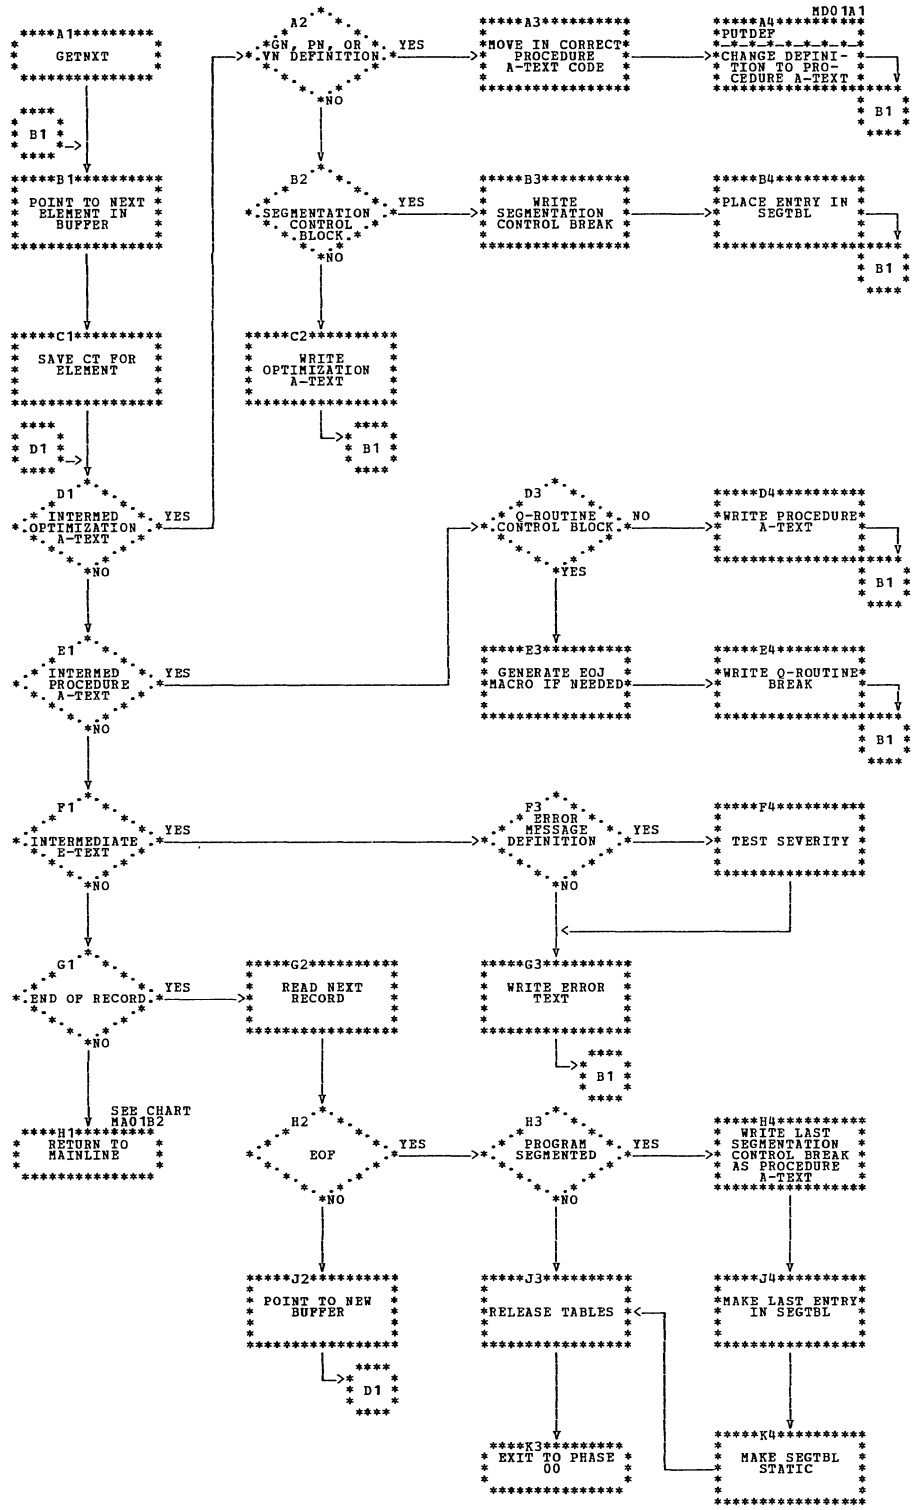 MD01A1
A1
GETNXT
A2
GN, PN, OR
VN DEFINITION
YES
NO
A3
MOVE IN CORRECT
PROCEDURE
A-TEXT CODE
A4
PUTDEF
CHANGE DEFINI-
TION TO PRO-
CEDURE A-TEXT
B1
B1
B1
POINT TO NEXT
ELEMENT IN
BUFFER
B2
SEGMENTATION
CONTROL
BLOCK
YES
NO
B3
WRITE
SEGMENTATION
CONTROL BREAK
B4
PLACE ENTRY IN
SEGTBL
B1
C1
SAVE CT FOR
ELEMENT
C2
WRITE
OPTIMIZATION
A-TEXT
B1
D1
D1
INTERMED
OPTIMIZATION
A-TEXT
YES
NO
D3
Q-ROUTINE
CONTROL BLOCK
NO
YES
D4
WRITE PROCEDURE
A-TEXT
B1
E1
INTERMED
PROCEDURE
A-TEXT
YES
NO
E3
GENERATE EOJ
MACRO IF NEEDED
E4
WRITE Q-ROUTINE
BREAK
B1
F1
INTERMEDIATE
E-TEXT
YES
NO
F3
ERROR
MESSAGE
DEFINITION
YES
NO
F4
TEST SEVERITY
G1
END OF RECORD
YES
NO
G2
READ NEXT
RECORD
G3
WRITE ERROR
TEXT
B1
SEE CHART
MA01B2
H1
RETURN TO
MAINLINE
H2
EOF
YES
NO
H3
PROGRAM
SEGMENTED
YES
NO
H4
WRITE LAST
SEGMENTATION
CONTROL BREAK
AS PROCEDURE
A-TEXT
J2
POINT TO NEW
BUFFER
D1
J3
RELEASE TABLES
J4
MAKE LAST ENTRY
IN SEGTBL
K3
EXIT TO PHASE
00
K4
MAKE SEGTBL
STATIC